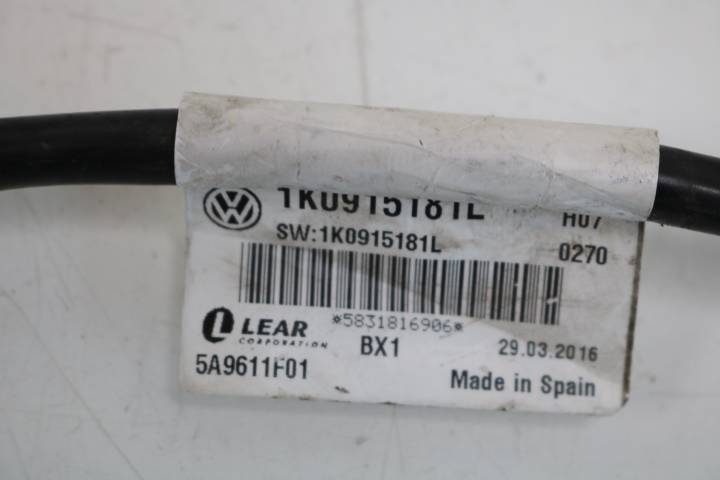 1K0915181L H07
SW:1K0915181L 0270
*5831816906*
LEAR
CORPORATION
BX1 29.03.2016
5A9611F01 Made in Spain